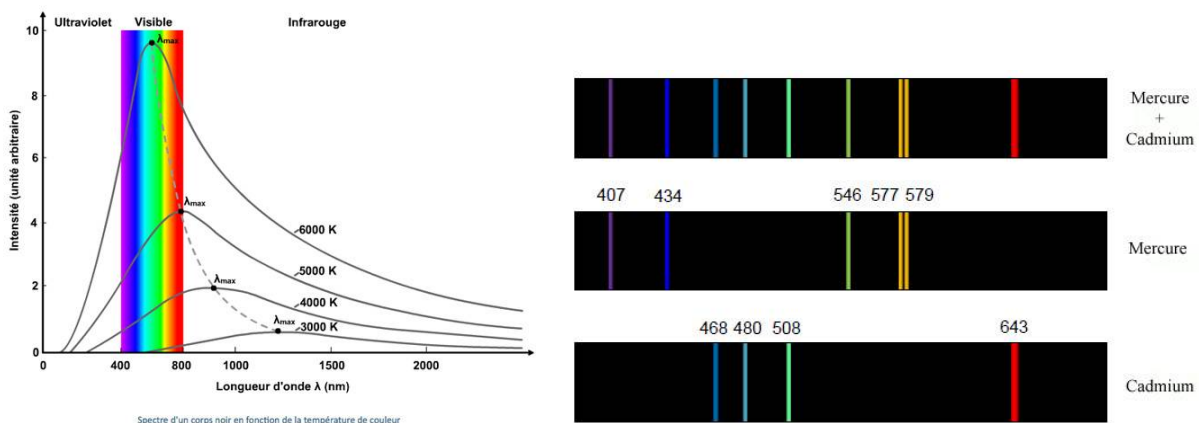 Ultraviolet Visible Infrarouge
Intensité (unité arbitraire)
10
8
6
4
2
0
λmax
λmax
λmax
λmax
6000 K
5000 K
4000 K
3000 K
0 400 800 1000 2000
Longueur d'onde λ (nm)
Spectre d'un corps noir en fonction de la température de couleur
Mercure
+
Cadmium
407 434 546 577 579
Mercure
468 480 508 643
Cadmium